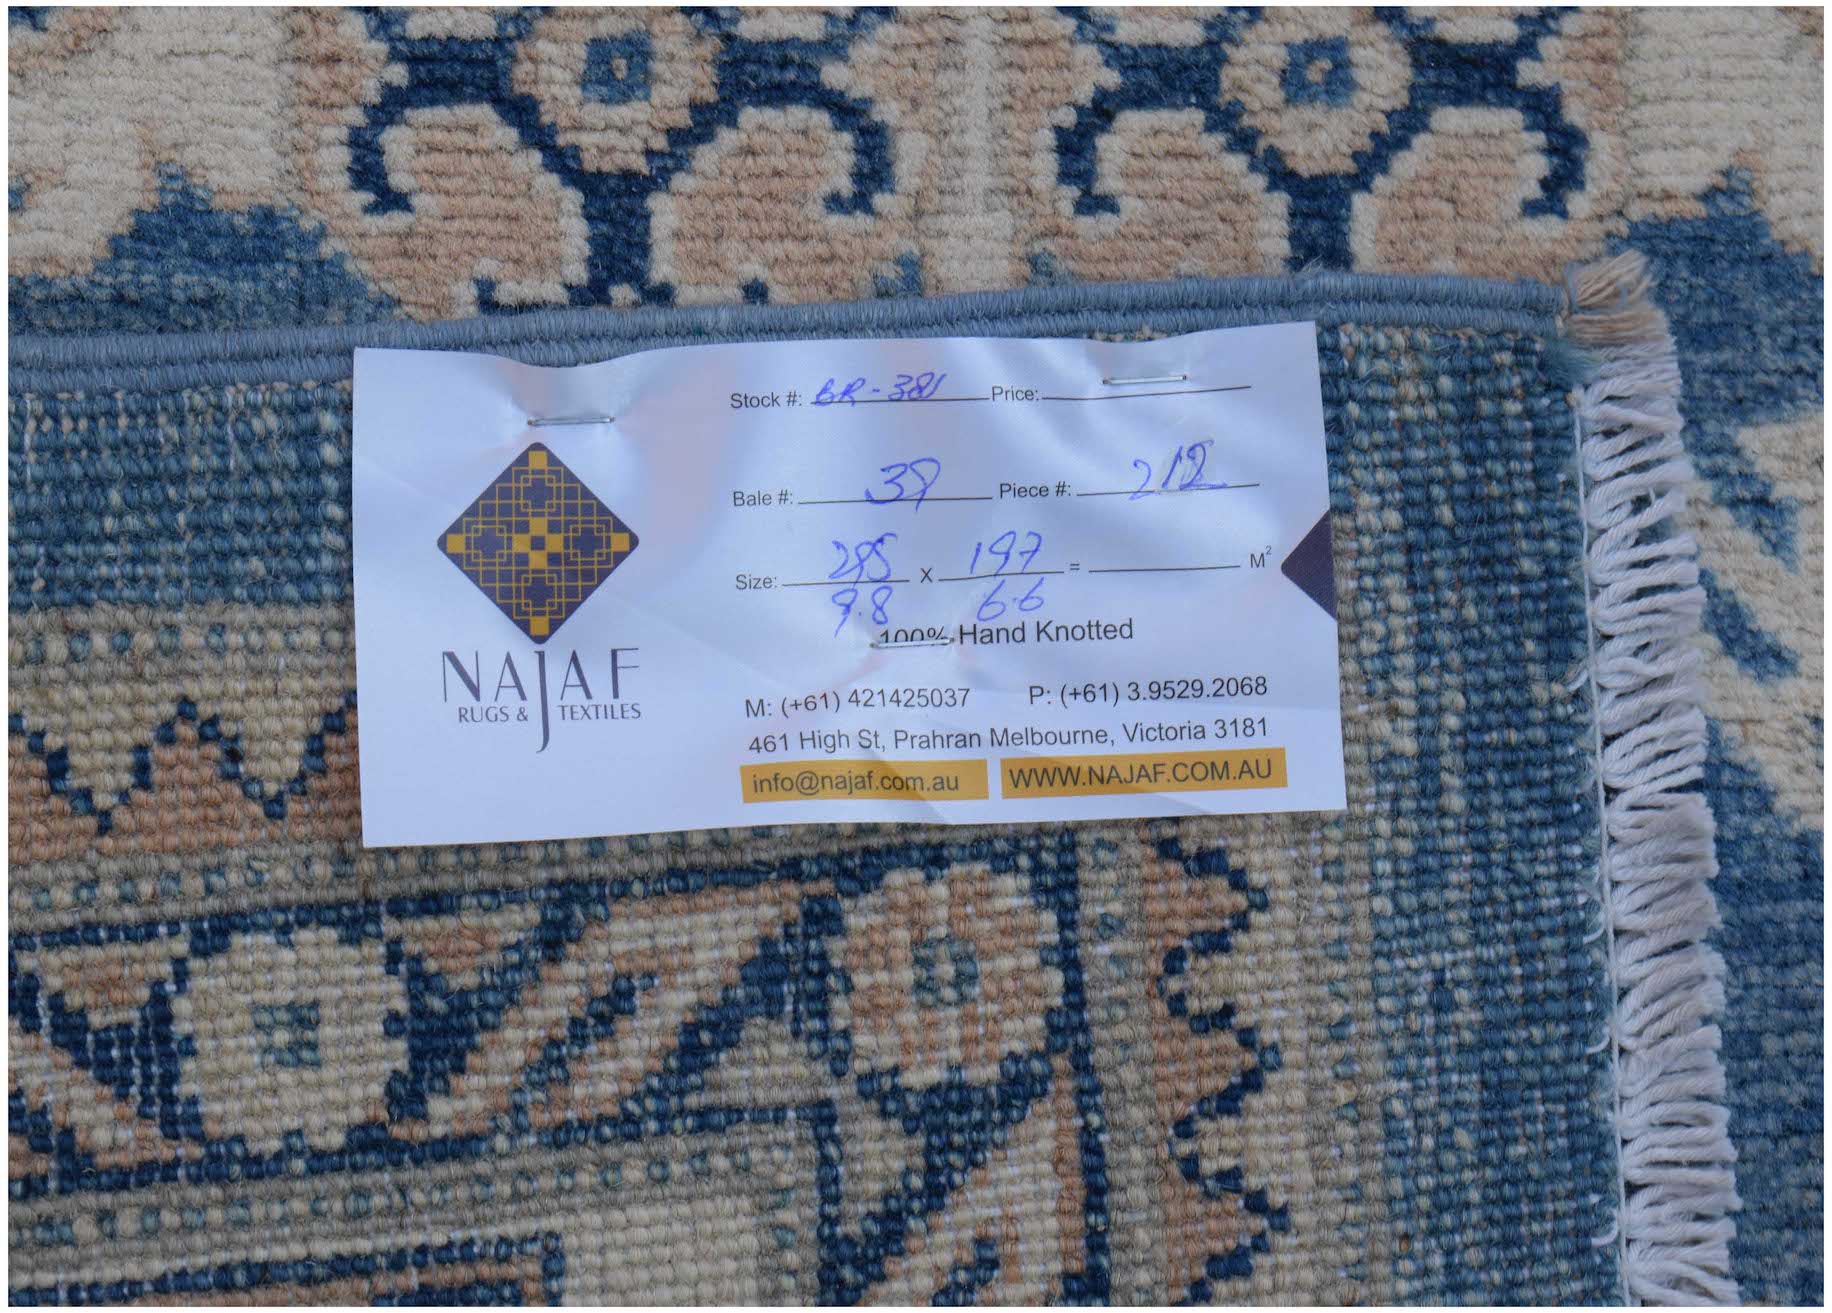 Stock #: BR-381 Price:
Bale #: 39 Piece #: 212
Size: 295 x 197 = M²
9.8 6.6
100% Hand Knotted
NAJAF
RUGS & TEXTILES
M: (+61) 421425037 P: (+61) 3.9529.2068
461 High St, Prahran Melbourne, Victoria 3181
info@najaf.com.au WWW.NAJAF.COM.AU